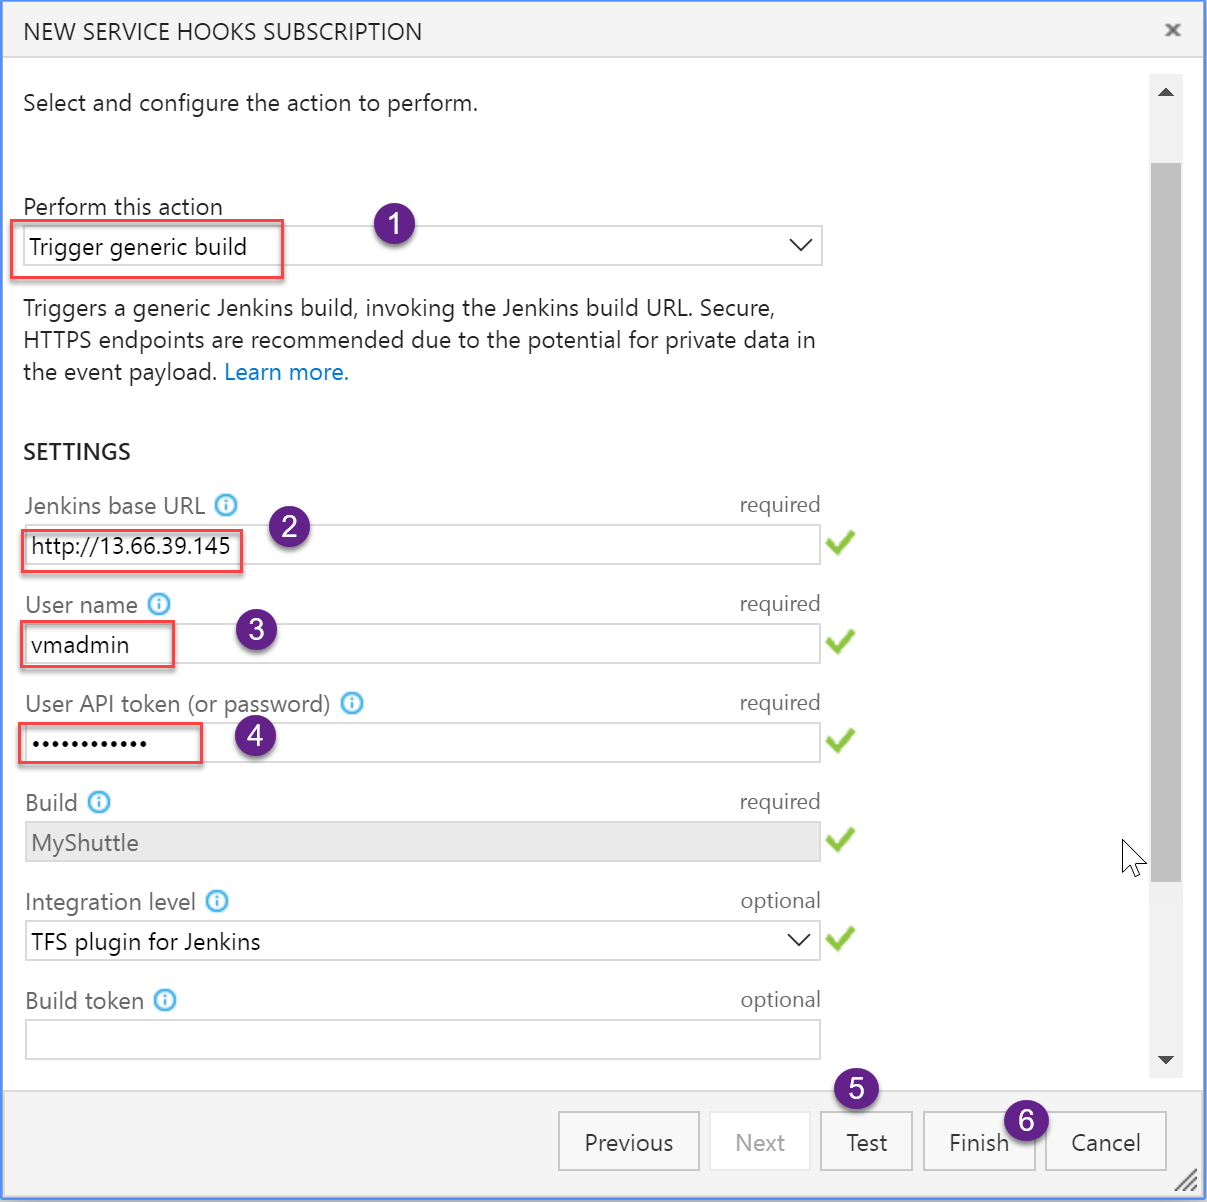 NEW SERVICE HOOKS SUBSCRIPTION
Select and configure the action to perform.
Perform this action
1
Trigger generic build
Triggers a generic Jenkins build, invoking the Jenkins build URL. Secure,
HTTPS endpoints are recommended due to the potential for private data in
the event payload. Learn more.
SETTINGS
Jenkins base URL required
2
http://13.66.39.145
User name required
3
vmadmin
User API token (or password) required
4
••••••••••••
Build required
MyShuttle
Integration level optional
TFS plugin for Jenkins
Build token optional
5
6
Previous Next Test Finish Cancel